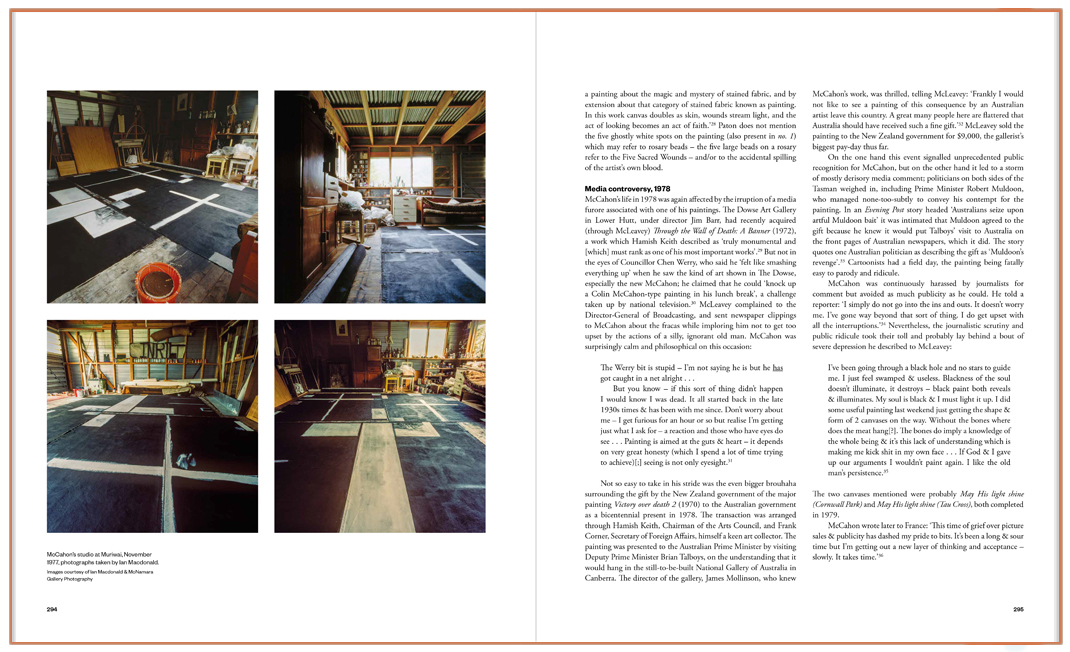 McCahon's studio at Muriwai, November
1977, photographs taken by Ian Macdonald.
Images courtesy of Ian Macdonald & McNamara
Gallery Photography
294
a painting about the magic and mystery of stained fabric, and by
extension about that category of stained fabric known as painting.
In this work canvas doubles as skin, wounds stream light, and the
act of looking becomes an act of faith.'²⁸ Paton does not mention
the five ghostly white spots on the painting (also present in no. 1)
which may refer to rosary beads – the five large beads on a rosary
refer to the Five Sacred Wounds – and/or to the accidental spilling
of the artist's own blood.
Media controversy, 1978
McCahon's life in 1978 was again affected by the irruption of a media
furore associated with one of his paintings. The Dowse Art Gallery
in Lower Hutt, under director Jim Barr, had recently acquired
(through McLeavey) Through the Wall of Death: A Banner (1972),
a work which Hamish Keith described as 'truly monumental and
[which] must rank as one of his most important works'.²⁹ But not in
the eyes of Councillor Chen Werry, who said he 'felt like smashing
everything up' when he saw the kind of art shown in The Dowse,
especially the new McCahon; he claimed that he could 'knock up
a Colin McCahon-type painting in his lunch break', a challenge
taken up by national television.³⁰ McLeavey complained to the
Director-General of Broadcasting, and sent newspaper clippings
to McCahon about the fracas while imploring him not to get too
upset by the actions of a silly, ignorant old man. McCahon was
surprisingly calm and philosophical on this occasion:
The Werry bit is stupid – I'm not saying he is but he has
got caught in a net alright . . .
But you know – if this sort of thing didn't happen
I would know I was dead. It all started back in the late
1930s times & has been with me since. Don't worry about
me – I get furious for an hour or so but realise I'm getting
just what I ask for – a reaction and those who have eyes do
see . . . Painting is aimed at the guts & heart – it depends
on very great honesty (which I spend a lot of time trying
to achieve)[;] seeing is not only eyesight.³¹
Not so easy to take in his stride was the even bigger brouhaha
surrounding the gift by the New Zealand government of the major
painting Victory over death 2 (1970) to the Australian government
as a bicentennial present in 1978. The transaction was arranged
through Hamish Keith, Chairman of the Arts Council, and Frank
Corner, Secretary of Foreign Affairs, himself a keen art collector. The
painting was presented to the Australian Prime Minister by visiting
Deputy Prime Minister Brian Talboys, on the understanding that it
would hang in the still-to-be-built National Gallery of Australia in
Canberra. The director of the gallery, James Mollinson, who knew
McCahon's work, was thrilled, telling McLeavey: 'Frankly I would
not like to see a painting of this consequence by an Australian
artist leave this country. A great many people here are flattered that
Australia should have received such a fine gift.'³² McLeavey sold the
painting to the New Zealand government for $9,000, the gallerist's
biggest pay-day thus far.
On the one hand this event signalled unprecedented public
recognition for McCahon, but on the other hand it led to a storm
of mostly derisory media comment; politicians on both sides of the
Tasman weighed in, including Prime Minister Robert Muldoon,
who managed none-too-subtly to convey his contempt for the
painting. In an Evening Post story headed 'Australians seize upon
artful Muldoon bait' it was intimated that Muldoon agreed to the
gift because he knew it would put Talboys' visit to Australia on
the front pages of Australian newspapers, which it did. The story
quotes one Australian politician as describing the gift as 'Muldoon's
revenge'.³³ Cartoonists had a field day, the painting being fatally
easy to parody and ridicule.
McCahon was continuously harassed by journalists for
comment but avoided as much publicity as he could. He told a
reporter: 'I simply do not go into the ins and outs. It doesn't worry
me. I've gone way beyond that sort of thing. I do get upset with
all the interruptions.'³⁴ Nevertheless, the journalistic scrutiny and
public ridicule took their toll and probably lay behind a bout of
severe depression he described to McLeavey:
I've been going through a black hole and no stars to guide
me. I just feel swamped & useless. Blackness of the soul
doesn't illuminate, it destroys – black paint both reveals
& illuminates. My soul is black & I must light it up. I did
some useful painting last weekend just getting the shape &
form of 2 canvases on the way. Without the bones where
does the meat hang[?]. The bones do imply a knowledge of
the whole being & it's this lack of understanding which is
making me kick shit in my own face . . . If God & I gave
up our arguments I wouldn't paint again. I like the old
man's persistence.³⁵
The two canvases mentioned were probably May His light shine
(Cornwall Park) and May His light shine (Tau Cross), both completed
in 1979.
McCahon wrote later to France: 'This time of grief over picture
sales & publicity has dashed my pride to bits. It's been a long & sour
time but I'm getting out a new layer of thinking and acceptance –
slowly. It takes time.'³⁶
295